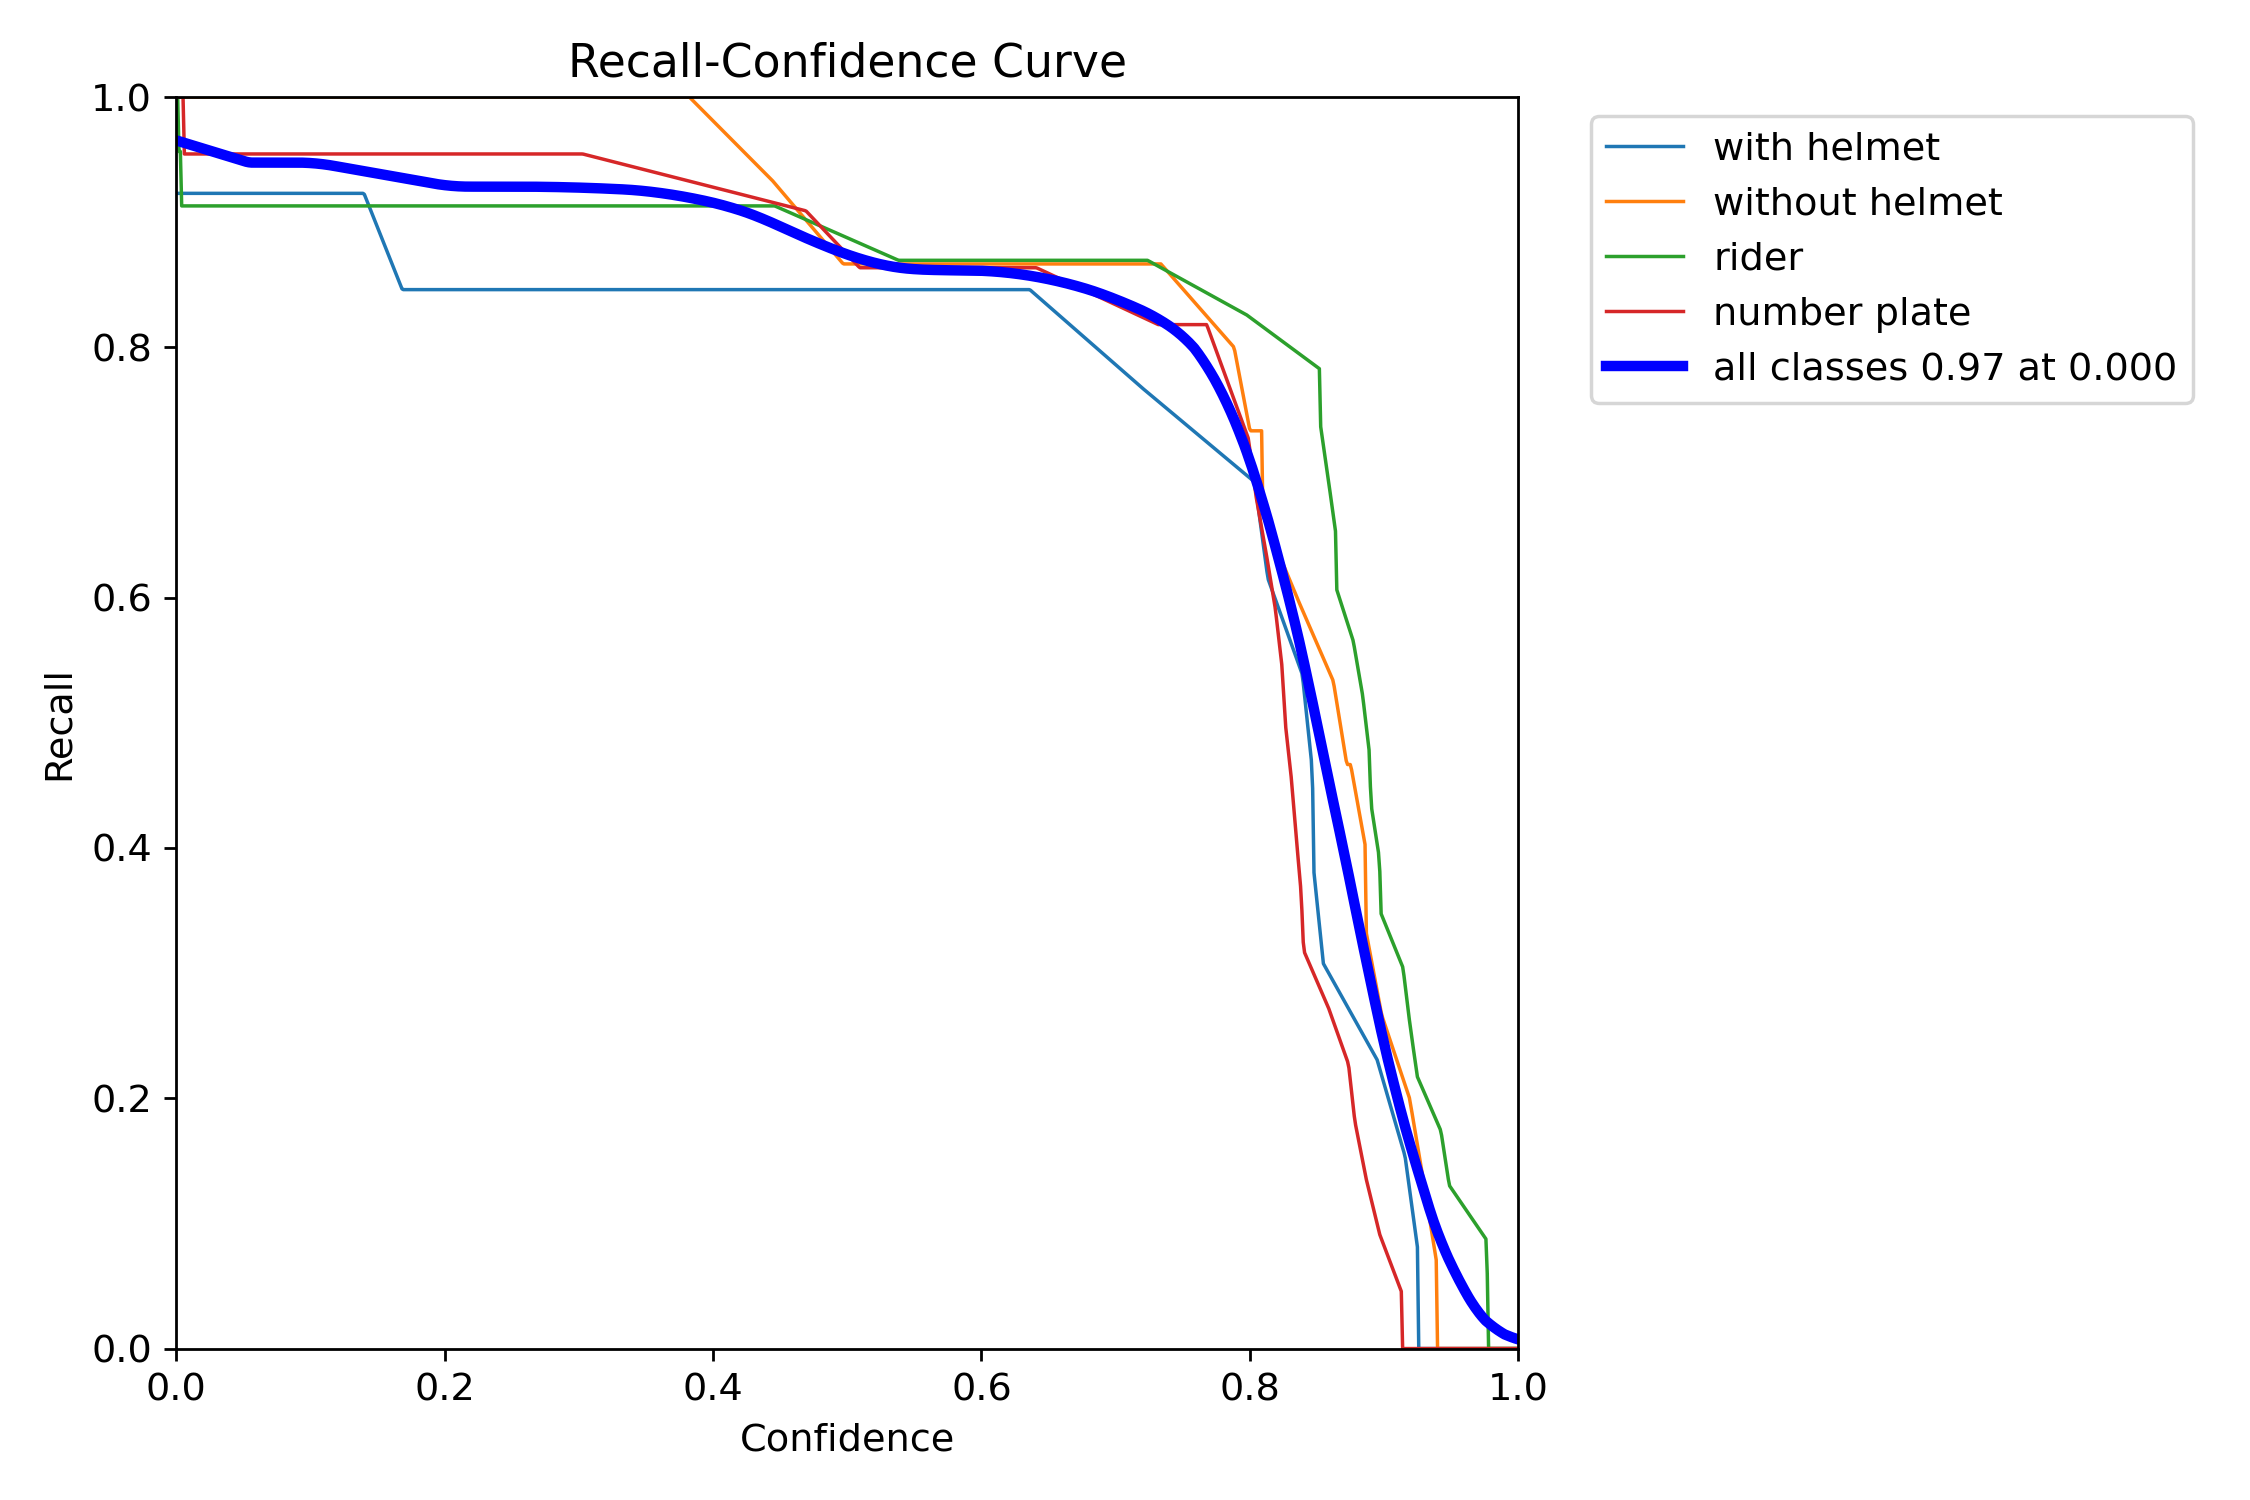 Recall-Confidence Curve
1.0
0.8
0.6
0.4
0.2
0.0
Recall
0.0 0.2 0.4 0.6 0.8 1.0
Confidence
with helmet
without helmet
rider
number plate
all classes 0.97 at 0.000